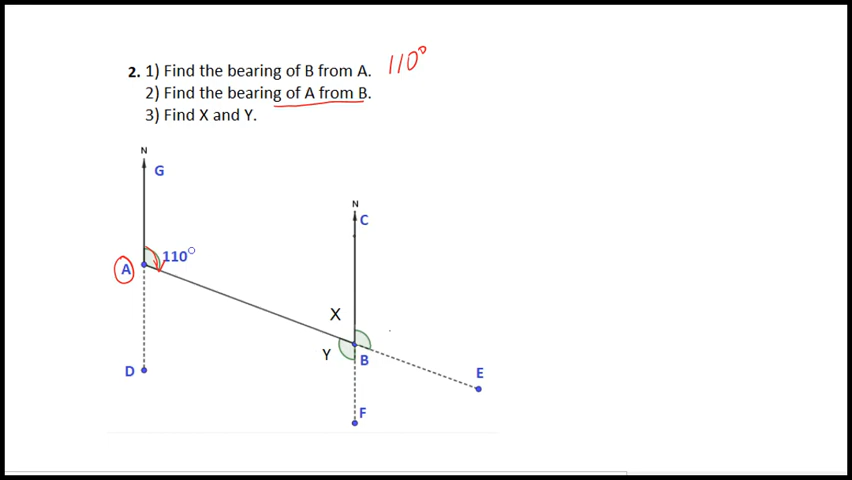 2. 1) Find the bearing of B from A. 110°
2) Find the bearing of A from B.
3) Find X and Y.
N
G
N
C
A
110°
X
Y
B
D
E
F